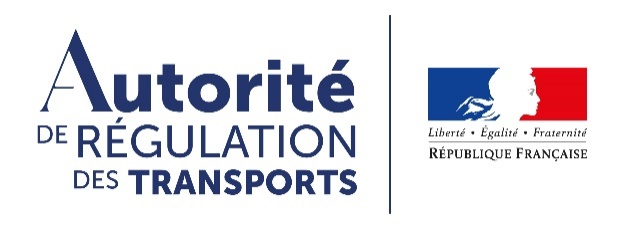 Autorité
DE RÉGULATION
DES TRANSPORTS
Liberté • Égalité • Fraternité
RÉPUBLIQUE FRANÇAISE